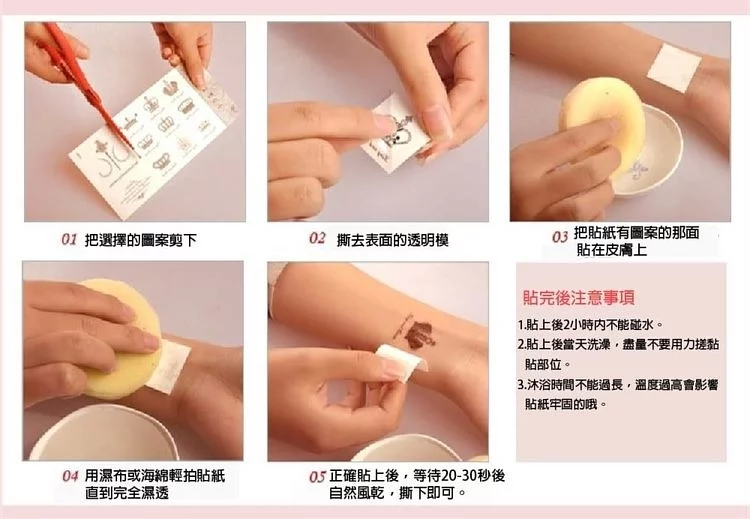 01 把選擇的圖案剪下
02 撕去表面的透明模
03 把貼紙有圖案的那面
貼在皮膚上
04 用濕布或海綿輕拍貼紙
直到完全濕透
05 正確貼上後，等待20-30秒後
自然風乾，撕下即可。
貼完後注意事項
1.貼上後2小時內不能碰水。
2.貼上後當天洗澡，盡量不要用力搓黏
貼部位。
3.沐浴時間不能過長，溫度過高會影響
貼紙牢固的哦。